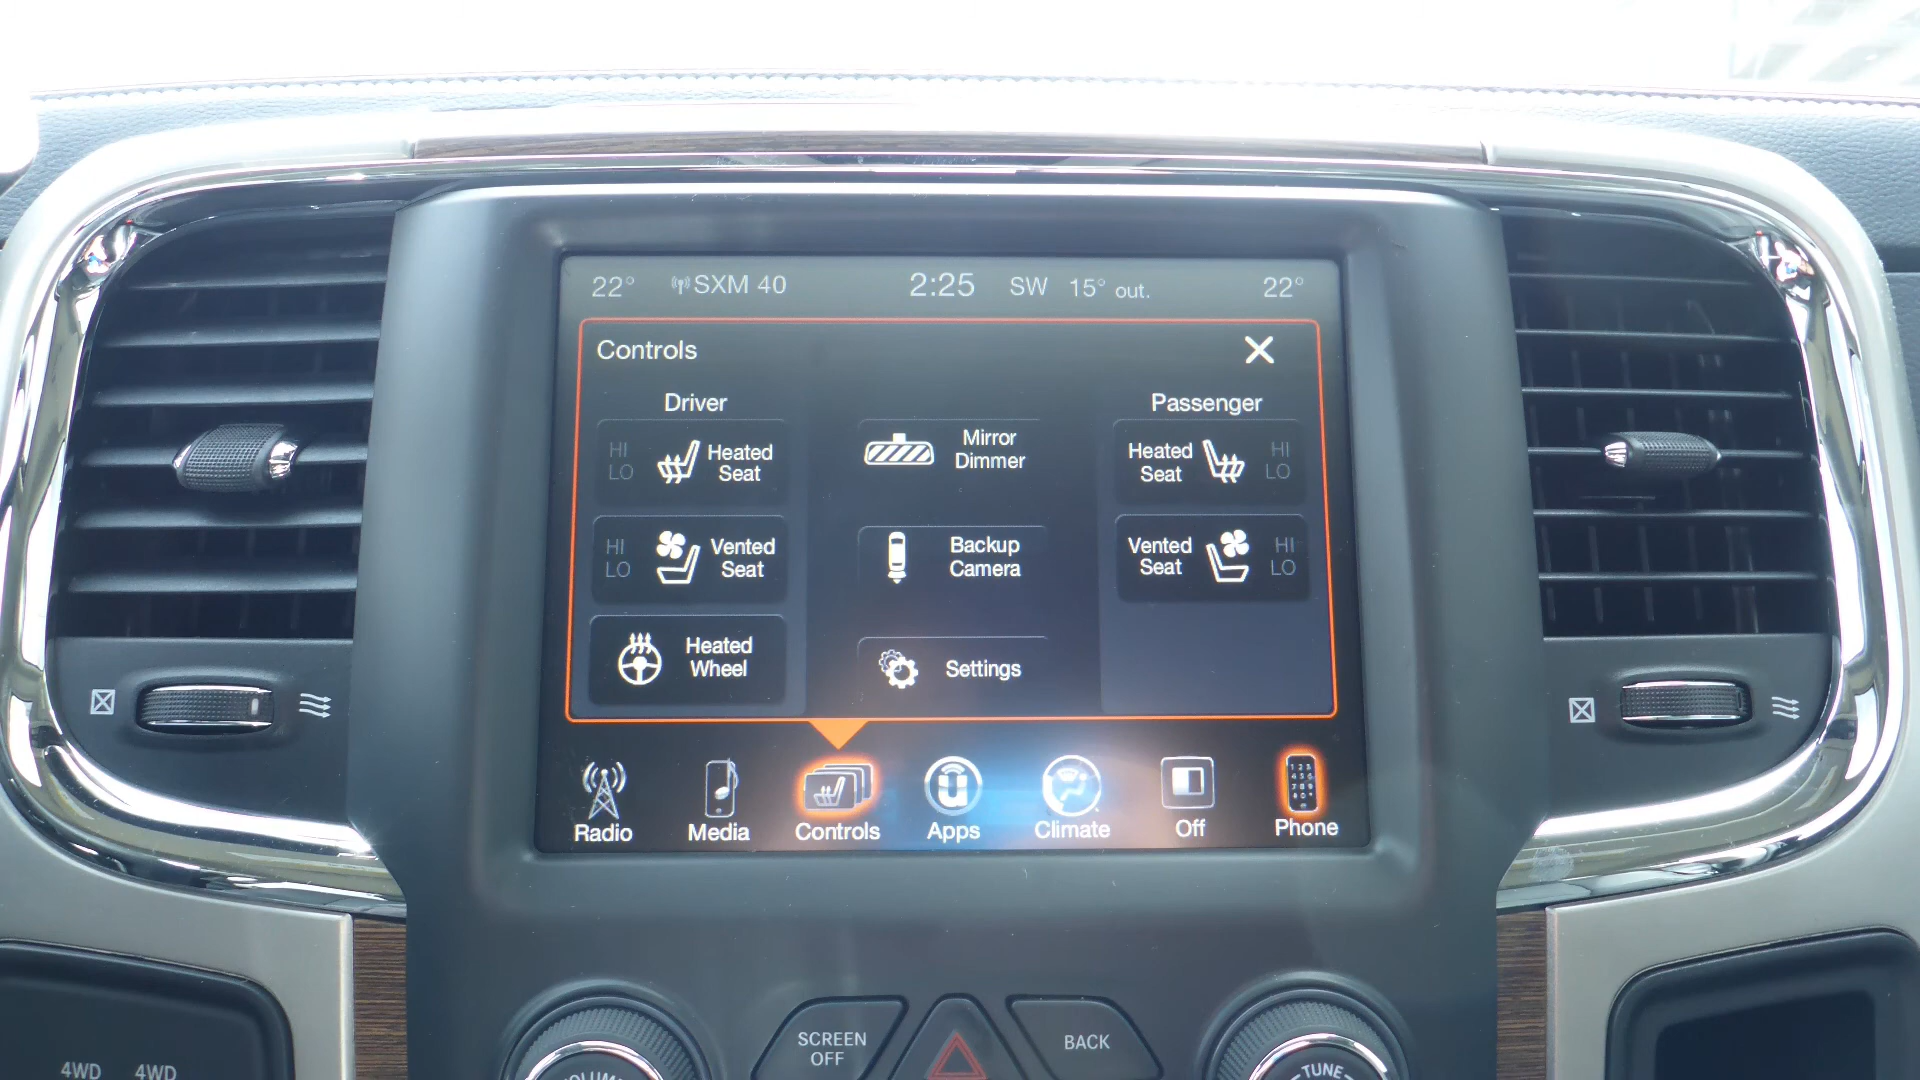 22° SXM 40 2:25 SW 15° out. 22°
Controls
Driver
Passenger
HI
LO
Heated
Seat
Mirror
Dimmer
Heated
Seat
HI
LO
HI
LO
Vented
Seat
Backup
Camera
Vented
Seat
HI
LO
Heated
Wheel
Settings
Radio Media Controls Apps Climate Off Phone
SCREEN
OFF
BACK
4WD 4WD
VOLUME
TUNE